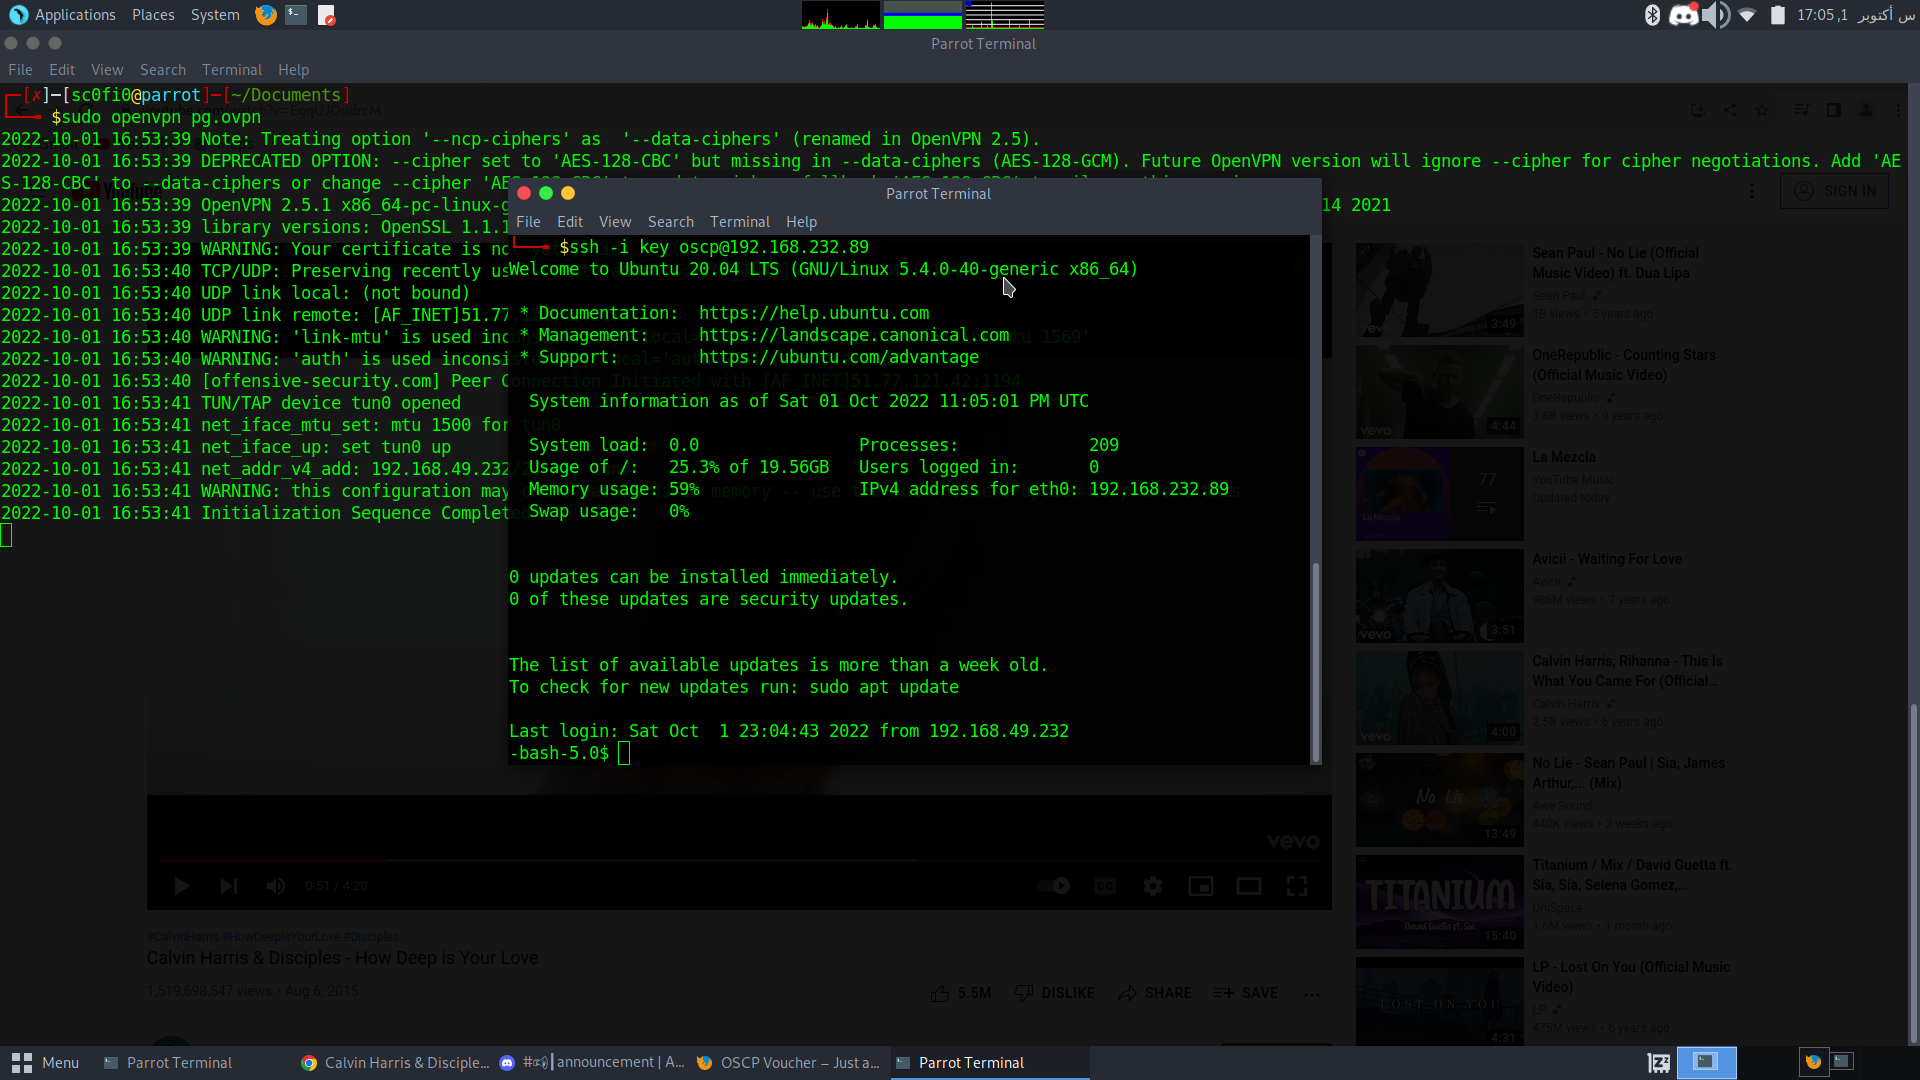 Applications Places System
س أكتوبر 1, 17:05
Parrot Terminal
File Edit View Search Terminal Help
┌─[✗]─[sc0fi0@parrot]─[~/Documents]
└──╼ $sudo openvpn pg.ovpn
2022-10-01 16:53:39 Note: Treating option '--ncp-ciphers' as  '--data-ciphers' (renamed in OpenVPN 2.5).
2022-10-01 16:53:39 DEPRECATED OPTION: --cipher set to 'AES-128-CBC' but missing in --data-ciphers (AES-128-GCM). Future OpenVPN version will ignore --cipher for cipher negotiations. Add 'AE
S-128-CBC' to --data-ciphers or change --cipher 'AE
2022-10-01 16:53:39 OpenVPN 2.5.1 x86_64-pc-linux-g 14 2021
2022-10-01 16:53:39 library versions: OpenSSL 1.1.1
2022-10-01 16:53:39 WARNING: Your certificate is no
2022-10-01 16:53:40 TCP/UDP: Preserving recently us
2022-10-01 16:53:40 UDP link local: (not bound)
2022-10-01 16:53:40 UDP link remote: [AF_INET]51.77
2022-10-01 16:53:40 WARNING: 'link-mtu' is used inc
2022-10-01 16:53:40 WARNING: 'auth' is used inconsis
2022-10-01 16:53:40 [offensive-security.com] Peer Connection Initiated with [AF_INET]51.77.121.42:1194
2022-10-01 16:53:41 TUN/TAP device tun0 opened
2022-10-01 16:53:41 net_iface_mtu_set: mtu 1500 for tun0
2022-10-01 16:53:41 net_iface_up: set tun0 up
2022-10-01 16:53:41 net_addr_v4_add: 192.168.49.232
2022-10-01 16:53:41 WARNING: this configuration may
2022-10-01 16:53:41 Initialization Sequence Complete
Parrot Terminal
File Edit View Search Terminal Help
└──╼ $ssh -i key oscp@192.168.232.89
Welcome to Ubuntu 20.04 LTS (GNU/Linux 5.4.0-40-generic x86_64)
* Documentation:  https://help.ubuntu.com
* Management:     https://landscape.canonical.com
* Support:        https://ubuntu.com/advantage
System information as of Sat 01 Oct 2022 11:05:01 PM UTC
System load:  0.0                Processes:             209
Usage of /:   25.3% of 19.56GB   Users logged in:       0
Memory usage: 59%                IPv4 address for eth0: 192.168.232.89
Swap usage:   0%
0 updates can be installed immediately.
0 of these updates are security updates.
The list of available updates is more than a week old.
To check for new updates run: sudo apt update
Last login: Sat Oct  1 23:04:43 2022 from 192.168.49.232
-bash-5.0$
SIGN IN
Sean Paul - No Lie (Official
Music Video) ft. Dua Lipa
Sean Paul
1B views • 5 years ago
vevo 3:49
OneRepublic - Counting Stars
(Official Music Video)
OneRepublic
3.6B views • 9 years ago
vevo 4:44
La Mezcla
YouTube Music
Updated today
77
La Mezcla
Avicii - Waiting For Love
Avicii
986M views • 7 years ago
vevo 3:51
Calvin Harris, Rihanna - This Is
What You Came For (Official...
Calvin Harris
2.5B views • 6 years ago
vevo 4:00
No Lie - Sean Paul | Sia, James
Arthur,... (Mix)
Awe Sound
440K views • 2 weeks ago
No Lie
13:49
Titanium / Mix / David Guetta ft.
Sia, Sia, Selena Gomez,...
UniSpace
1.6M views • 1 month ago
TITANIUM
David Guetta ft. Sia
15:40
LP - Lost On You (Official Music
Video)
LP
475M views • 6 years ago
LOST ON YOU
4:31
vevo
0:51 / 4:20
#CalvinHarris #HowDeepIsYourLove #Disciples
Calvin Harris & Disciples - How Deep is Your Love
1,519,698,547 views • Aug 6, 2015
5.5M DISLIKE SHARE SAVE ...
Menu
Parrot Terminal
Calvin Harris & Disciple...
announcement | A...
OSCP Voucher – Just a...
Parrot Terminal